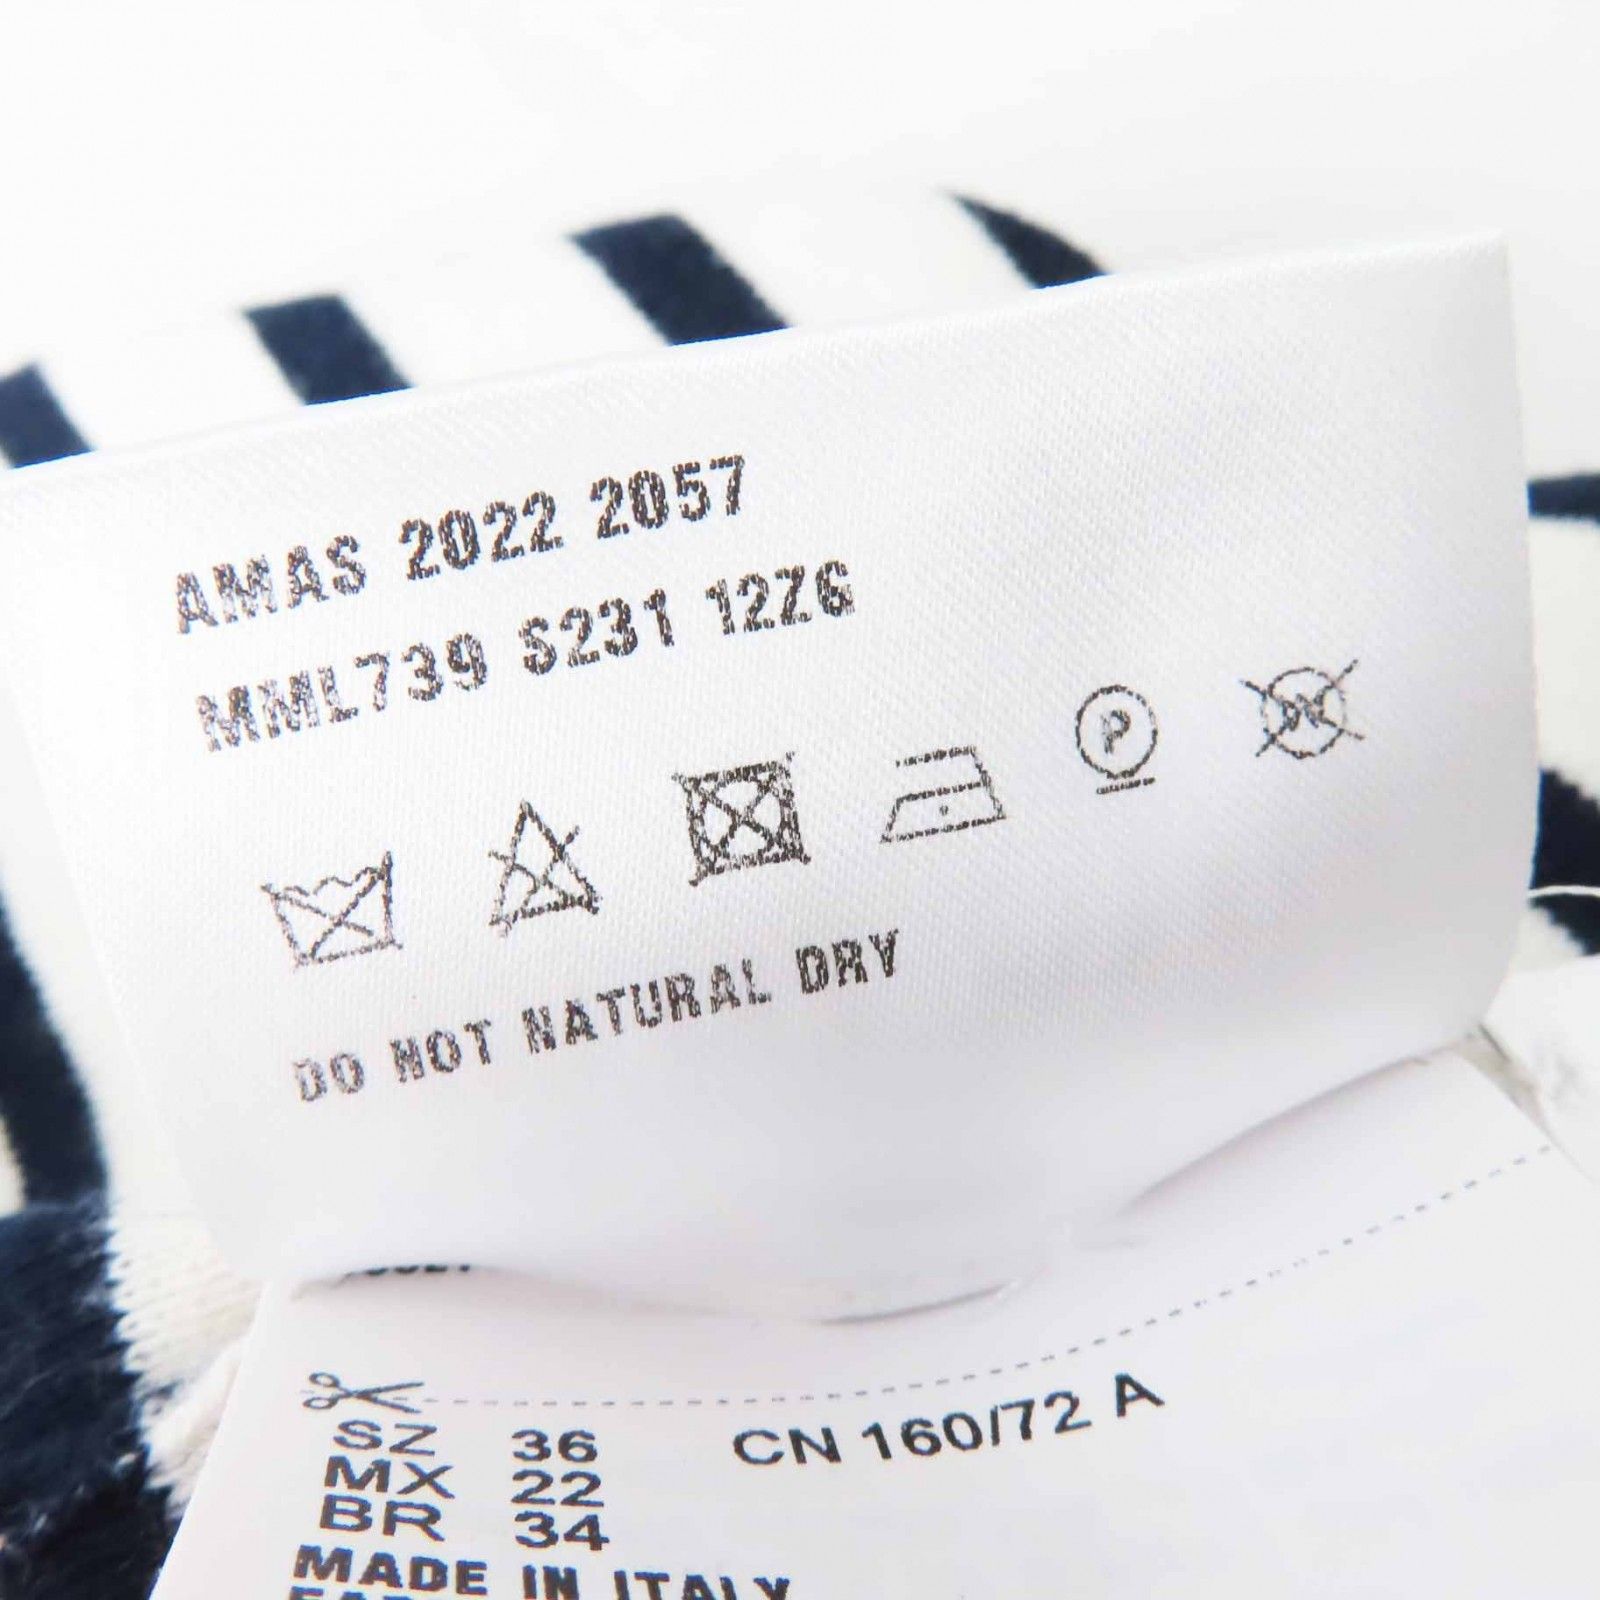 AMAS 2022 2057
MML739 S231 12Z6
P
W
DO NOT NATURAL DRY
SZ 36 CN 160/72 A
MX 22
BR 34
MADE IN ITALY